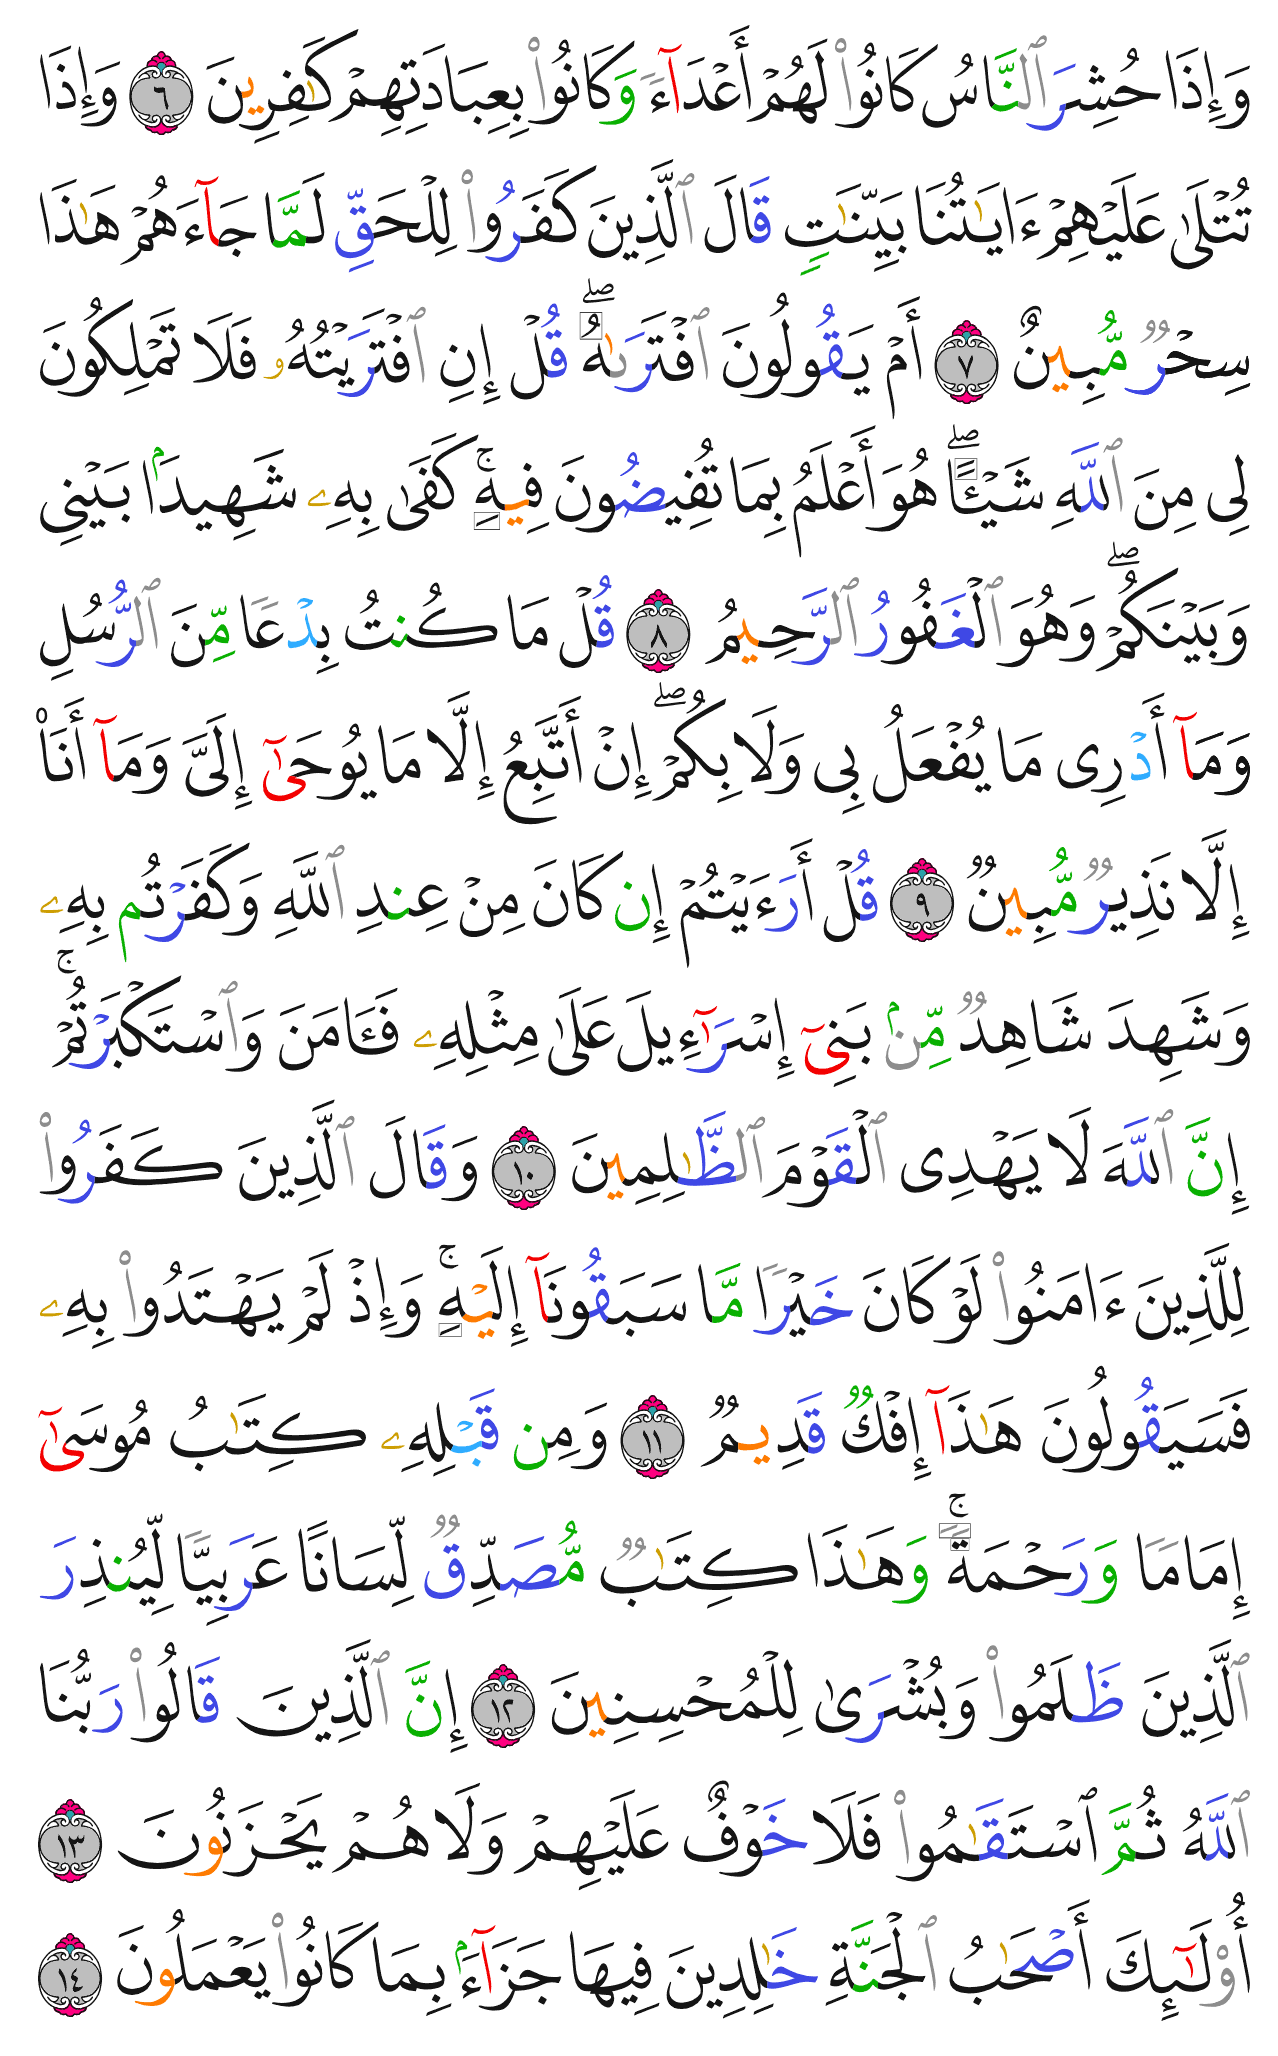 وَإِذَا حُشِرَ ٱلنَّاسُ كَانُوا۟ لَهُمْ أَعْدَآءً وَكَانُوا۟ بِعِبَادَتِهِمْ كَـٰفِرِينَ ٦ وَإِذَا
تُتْلَىٰ عَلَيْهِمْ ءَايَـٰتُنَا بَيِّنَـٰتٍ قَالَ ٱلَّذِينَ كَفَرُوا۟ لِلْحَقِّ لَمَّا جَآءَهُمْ هَـٰذَا
سِحْرٌ مُّبِينٌ ٧ أَمْ يَقُولُونَ ٱفْتَرَىٰهُ ۖ قُلْ إِنِ ٱفْتَرَيْتُهُۥ فَلَا تَمْلِكُونَ
لِى مِنَ ٱللَّهِ شَيْـًٔا ۖ هُوَ أَعْلَمُ بِمَا تُفِيضُونَ فِيهِ ۚ كَفَىٰ بِهِۦ شَهِيدًۢا بَيْنِى
وَبَيْنَكُمْ ۖ وَهُوَ ٱلْغَفُورُ ٱلرَّحِيمُ ٨ قُلْ مَا كُنتُ بِدْعًا مِّنَ ٱلرُّسُلِ
وَمَآ أَدْرِى مَا يُفْعَلُ بِى وَلَا بِكُمْ ۖ إِنْ أَتَّبِعُ إِلَّا مَا يُوحَىٰٓ إِلَىَّ وَمَآ أَنَا۠
إِلَّا نَذِيرٌ مُّبِينٌ ٩ قُلْ أَرَءَيْتُمْ إِن كَانَ مِنْ عِندِ ٱللَّهِ وَكَفَرْتُم بِهِۦ
وَشَهِدَ شَاهِدٌ مِّنۢ بَنِىٓ إِسْرَٰٓءِيلَ عَلَىٰ مِثْلِهِۦ فَـَٔامَنَ وَٱسْتَكْبَرْتُمْ ۚ
إِنَّ ٱللَّهَ لَا يَهْدِى ٱلْقَوْمَ ٱلظَّـٰلِمِينَ ١٠ وَقَالَ ٱلَّذِينَ كَفَرُوا۟
لِلَّذِينَ ءَامَنُوا۟ لَوْ كَانَ خَيْرًا مَّا سَبَقُونَآ إِلَيْهِ ۚ وَإِذْ لَمْ يَهْتَدُوا۟ بِهِۦ
فَسَيَقُولُونَ هَـٰذَآ إِفْكٌ قَدِيمٌ ١١ وَمِن قَبْلِهِۦ كِتَـٰبُ مُوسَىٰٓ
إِمَامًا وَرَحْمَةً ۚ وَهَـٰذَا كِتَـٰبٌ مُّصَدِّقٌ لِّسَانًا عَرَبِيًّا لِّيُنذِرَ
ٱلَّذِينَ ظَلَمُوا۟ وَبُشْرَىٰ لِلْمُحْسِنِينَ ١٢ إِنَّ ٱلَّذِينَ قَالُوا۟ رَبُّنَا
ٱللَّهُ ثُمَّ ٱسْتَقَـٰمُوا۟ فَلَا خَوْفٌ عَلَيْهِمْ وَلَا هُمْ يَحْزَنُونَ ١٣
أُو۟لَـٰٓئِكَ أَصْحَـٰبُ ٱلْجَنَّةِ خَـٰلِدِينَ فِيهَا جَزَآءًۢ بِمَا كَانُوا۟ يَعْمَلُونَ ١٤